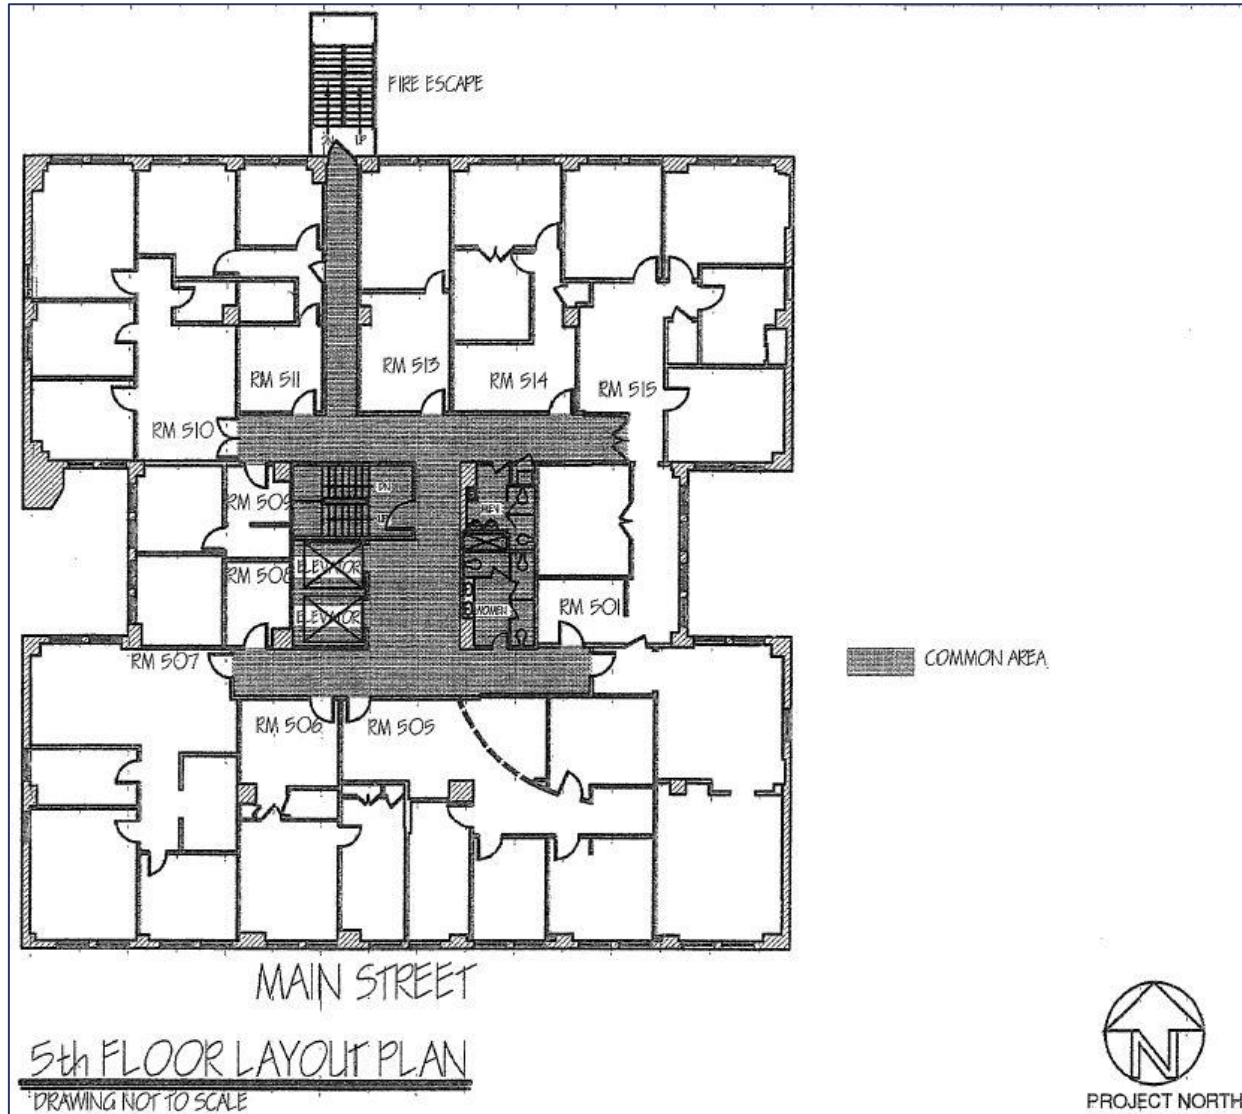 FIRE ESCAPE
DN UP
RM 511
RM 513
RM 514
RM 515
RM 510
RM 509
DN
UP
MEN
RM 508
ELEVATOR
ELEVATOR
WOMEN
RM 501
RM 507
COMMON AREA
RM 506
RM 505
MAIN STREET
5th FLOOR LAYOUT PLAN
DRAWING NOT TO SCALE
N
PROJECT NORTH